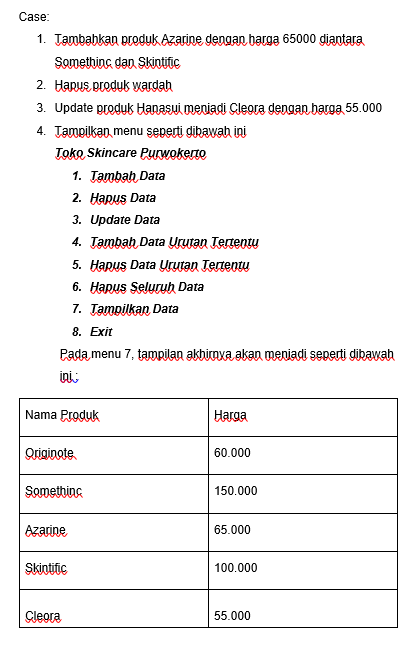 Case:
1. Tambahkan produk Azarine dengan harga 65000 diantara
Somethinc dan Skintific
2. Hapus produk wardah
3. Update produk Hanasui menjadi Cleora dengan harga 55.000
4. Tampilkan menu seperti dibawah ini
Toko Skincare Purwokerto
1. Tambah Data
2. Hapus Data
3. Update Data
4. Tambah Data Urutan Tertentu
5. Hapus Data Urutan Tertentu
6. Hapus Seluruh Data
7. Tampilkan Data
8. Exit
Pada menu 7, tampilan akhirnya akan menjadi seperti dibawah
ini :
Nama Produk Harga
Originote 60.000
Somethinc 150.000
Azarine 65.000
Skintific 100.000
Cleora 55.000